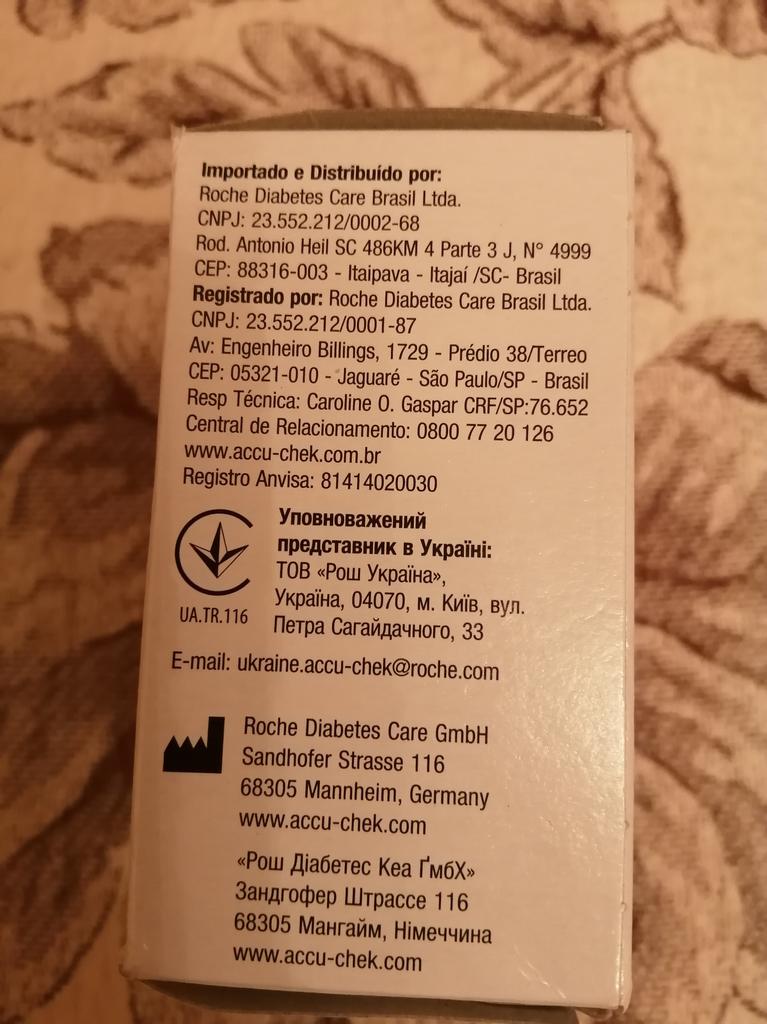 Importado e Distribuído por:
Roche Diabetes Care Brasil Ltda.
CNPJ: 23.552.212/0002-68
Rod. Antonio Heil SC 486KM 4 Parte 3 J, N° 4999
CEP: 88316-003 - Itaipava - Itajaí /SC- Brasil
Registrado por: Roche Diabetes Care Brasil Ltda.
CNPJ: 23.552.212/0001-87
Av: Engenheiro Billings, 1729 - Prédio 38/Terreo
CEP: 05321-010 - Jaguaré - São Paulo/SP - Brasil
Resp Técnica: Caroline O. Gaspar CRF/SP:76.652
Central de Relacionamento: 0800 77 20 126
www.accu-chek.com.br
Registro Anvisa: 81414020030
Уповноважений
представник в Україні:
ТОВ «Рош Україна»,
Україна, 04070, м. Київ, вул.
Петра Сагайдачного, 33
UA.TR.116
E-mail: ukraine.accu-chek@roche.com
Roche Diabetes Care GmbH
Sandhofer Strasse 116
68305 Mannheim, Germany
www.accu-chek.com
«Рош Діабетес Кеа ҐмбХ»
Зандгофер Штрассе 116
68305 Мангайм, Німеччина
www.accu-chek.com